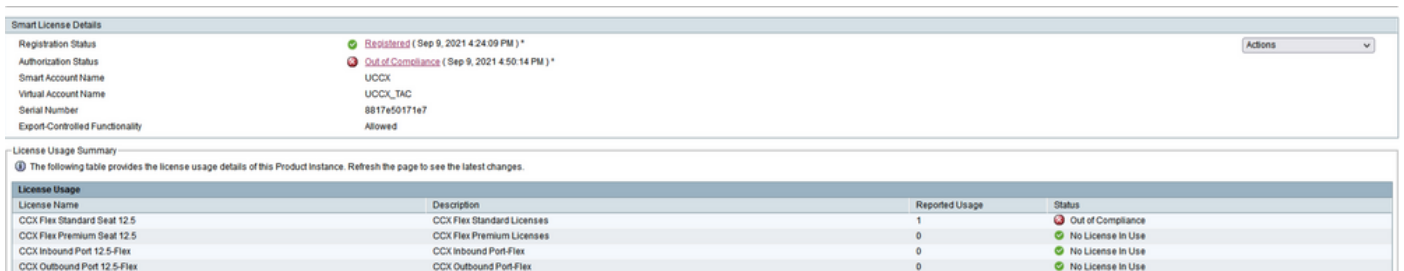 Smart License Details
Registration Status Registered ( Sep 9, 2021 4:24:09 PM ) * Actions
Authorization Status Out of Compliance ( Sep 9, 2021 4:50:14 PM ) *
Smart Account Name UCCX
Virtual Account Name UCCX_TAC
Serial Number 8817e50171e7
Export-Controlled Functionality Allowed
License Usage Summary
The following table provides the license usage details of this Product Instance. Refresh the page to see the latest changes.
License Usage
License Name Description Reported Usage Status
CCX Flex Standard Seat 12.5 CCX Flex Standard Licenses 1 Out of Compliance
CCX Flex Premium Seat 12.5 CCX Flex Premium Licenses 0 No License In Use
CCX Inbound Port 12.5-Flex CCX Inbound Port-Flex 0 No License In Use
CCX Outbound Port 12.5-Flex CCX Outbound Port-Flex 0 No License In Use